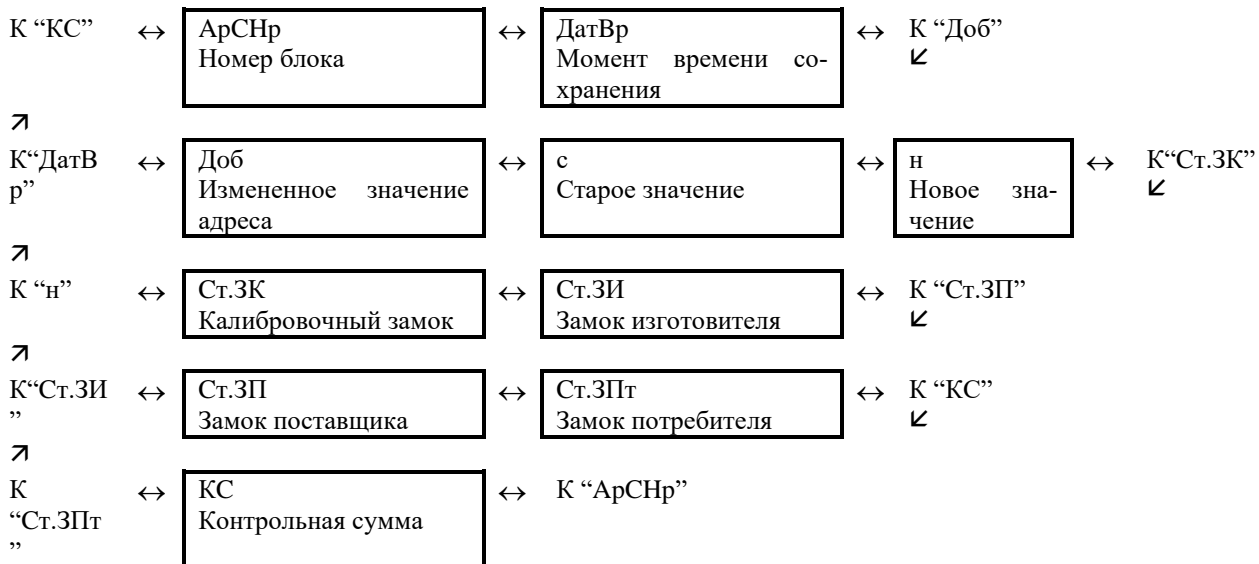 К “КС” ↔ АрСНр ↔ ДатВр ↔ К “Доб”
Номер блока Момент времени со- ↙
хранения
↗
К“ДатВ ↔ Доб ↔ с ↔ н ↔ К“Ст.ЗК”
р” Измененное значение Старое значение Новое зна- ↙
адреса чение
↗
К “н” ↔ Ст.ЗК ↔ Ст.ЗИ ↔ К “Ст.ЗП”
Калибровочный замок Замок изготовителя ↙
↗
К“Ст.ЗИ ↔ Ст.ЗП ↔ Ст.ЗПт ↔ К “КС”
” Замок поставщика Замок потребителя ↙
↗
К ↔ КС ↔ К “АрСНр”
“Ст.ЗПт Контрольная сумма
”